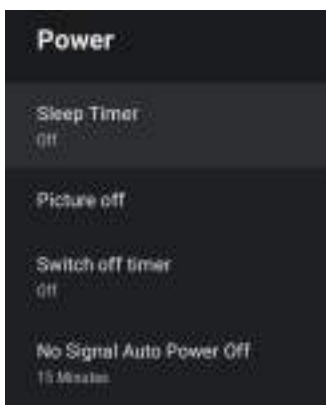 Power
Sleep Timer
Off
Picture off
Switch off timer
Off
No Signal Auto Power Off
15 Minutes